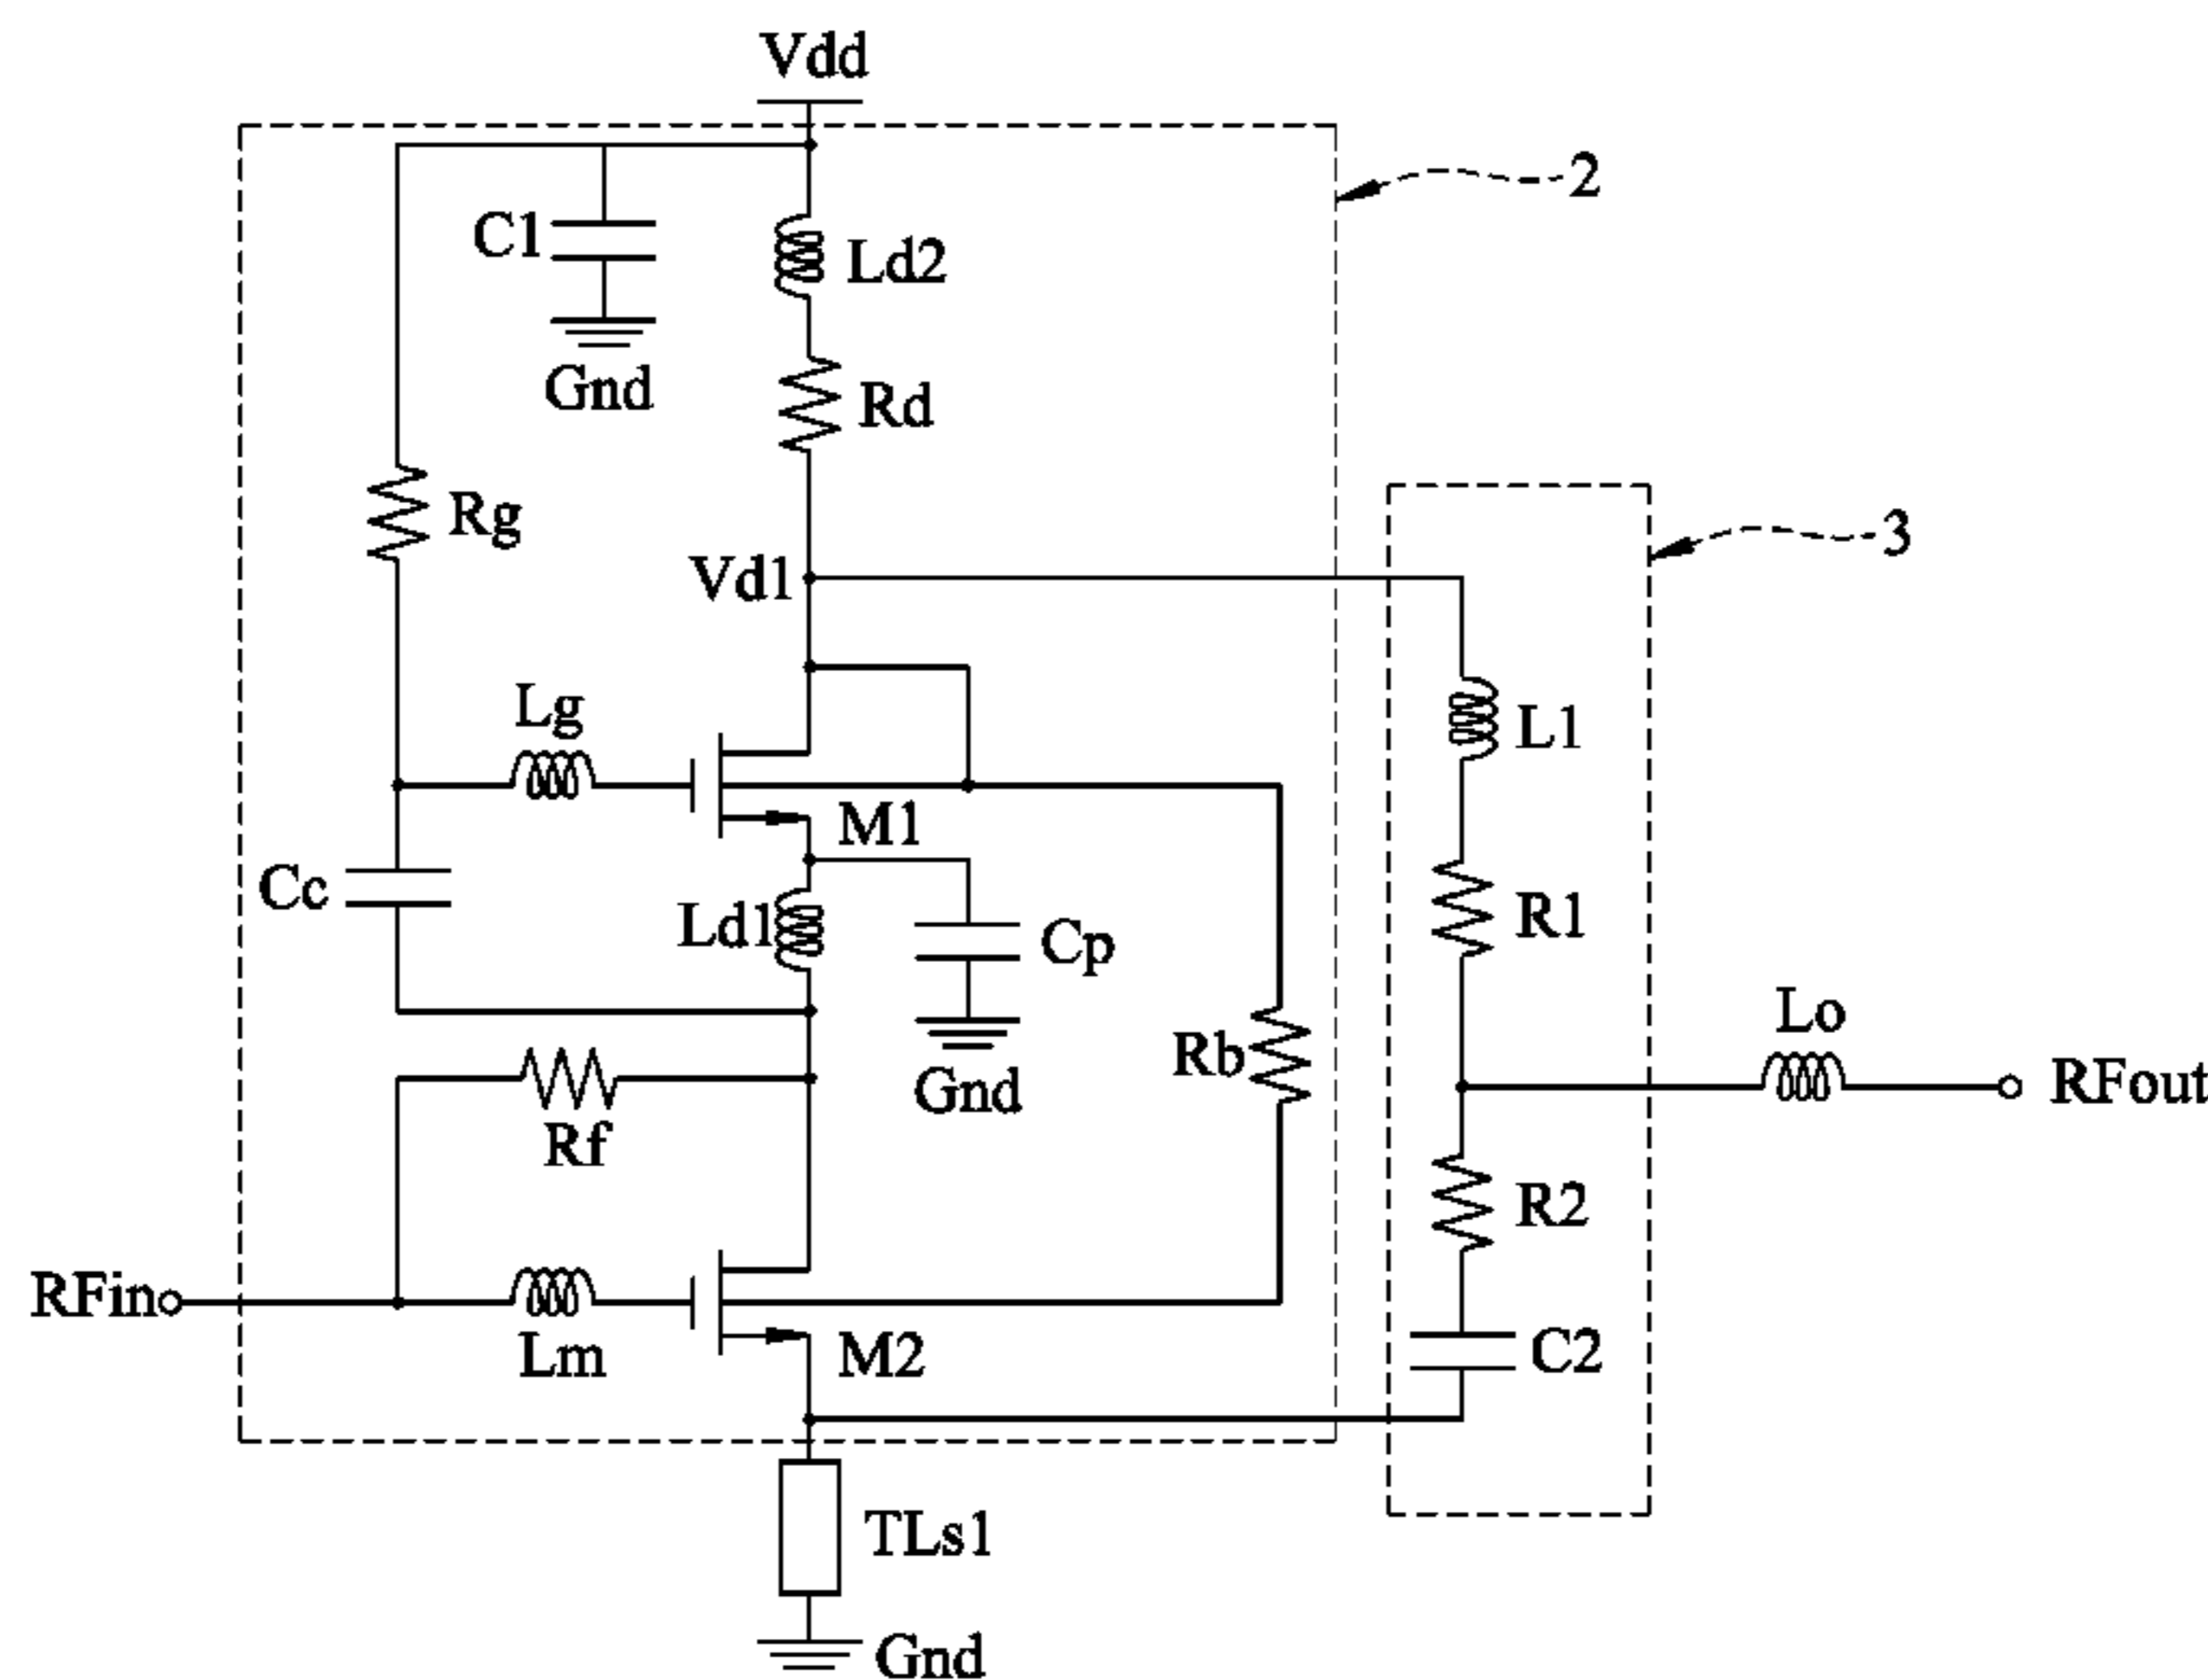 Vdd
2
C1
Ld2
Gnd
Rd
Rg
3
Vd1
Lg
L1
M1
Cc
R1
Ld1
Cp
Lo
Rb
RFout
Gnd
Rf
R2
RFin
Lm
M2
C2
TLs1
Gnd